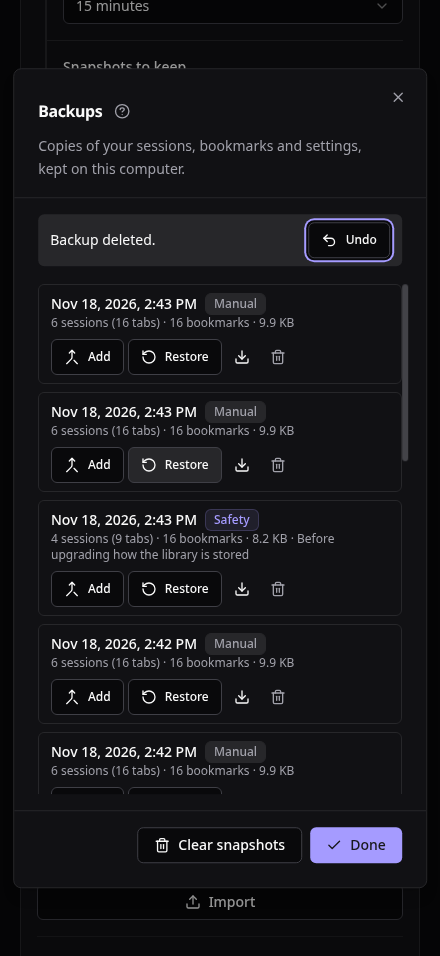 15 minutes
Snapshots to keep
Backups
Copies of your sessions, bookmarks and settings,
kept on this computer.
Backup deleted.
Undo
Nov 18, 2026, 2:43 PM Manual
6 sessions (16 tabs) · 16 bookmarks · 9.9 KB
Add Restore
Nov 18, 2026, 2:43 PM Manual
6 sessions (16 tabs) · 16 bookmarks · 9.9 KB
Add Restore
Nov 18, 2026, 2:43 PM Safety
4 sessions (9 tabs) · 16 bookmarks · 8.2 KB · Before
upgrading how the library is stored
Add Restore
Nov 18, 2026, 2:42 PM Manual
6 sessions (16 tabs) · 16 bookmarks · 9.9 KB
Add Restore
Nov 18, 2026, 2:42 PM Manual
6 sessions (16 tabs) · 16 bookmarks · 9.9 KB
Clear snapshots Done
Import